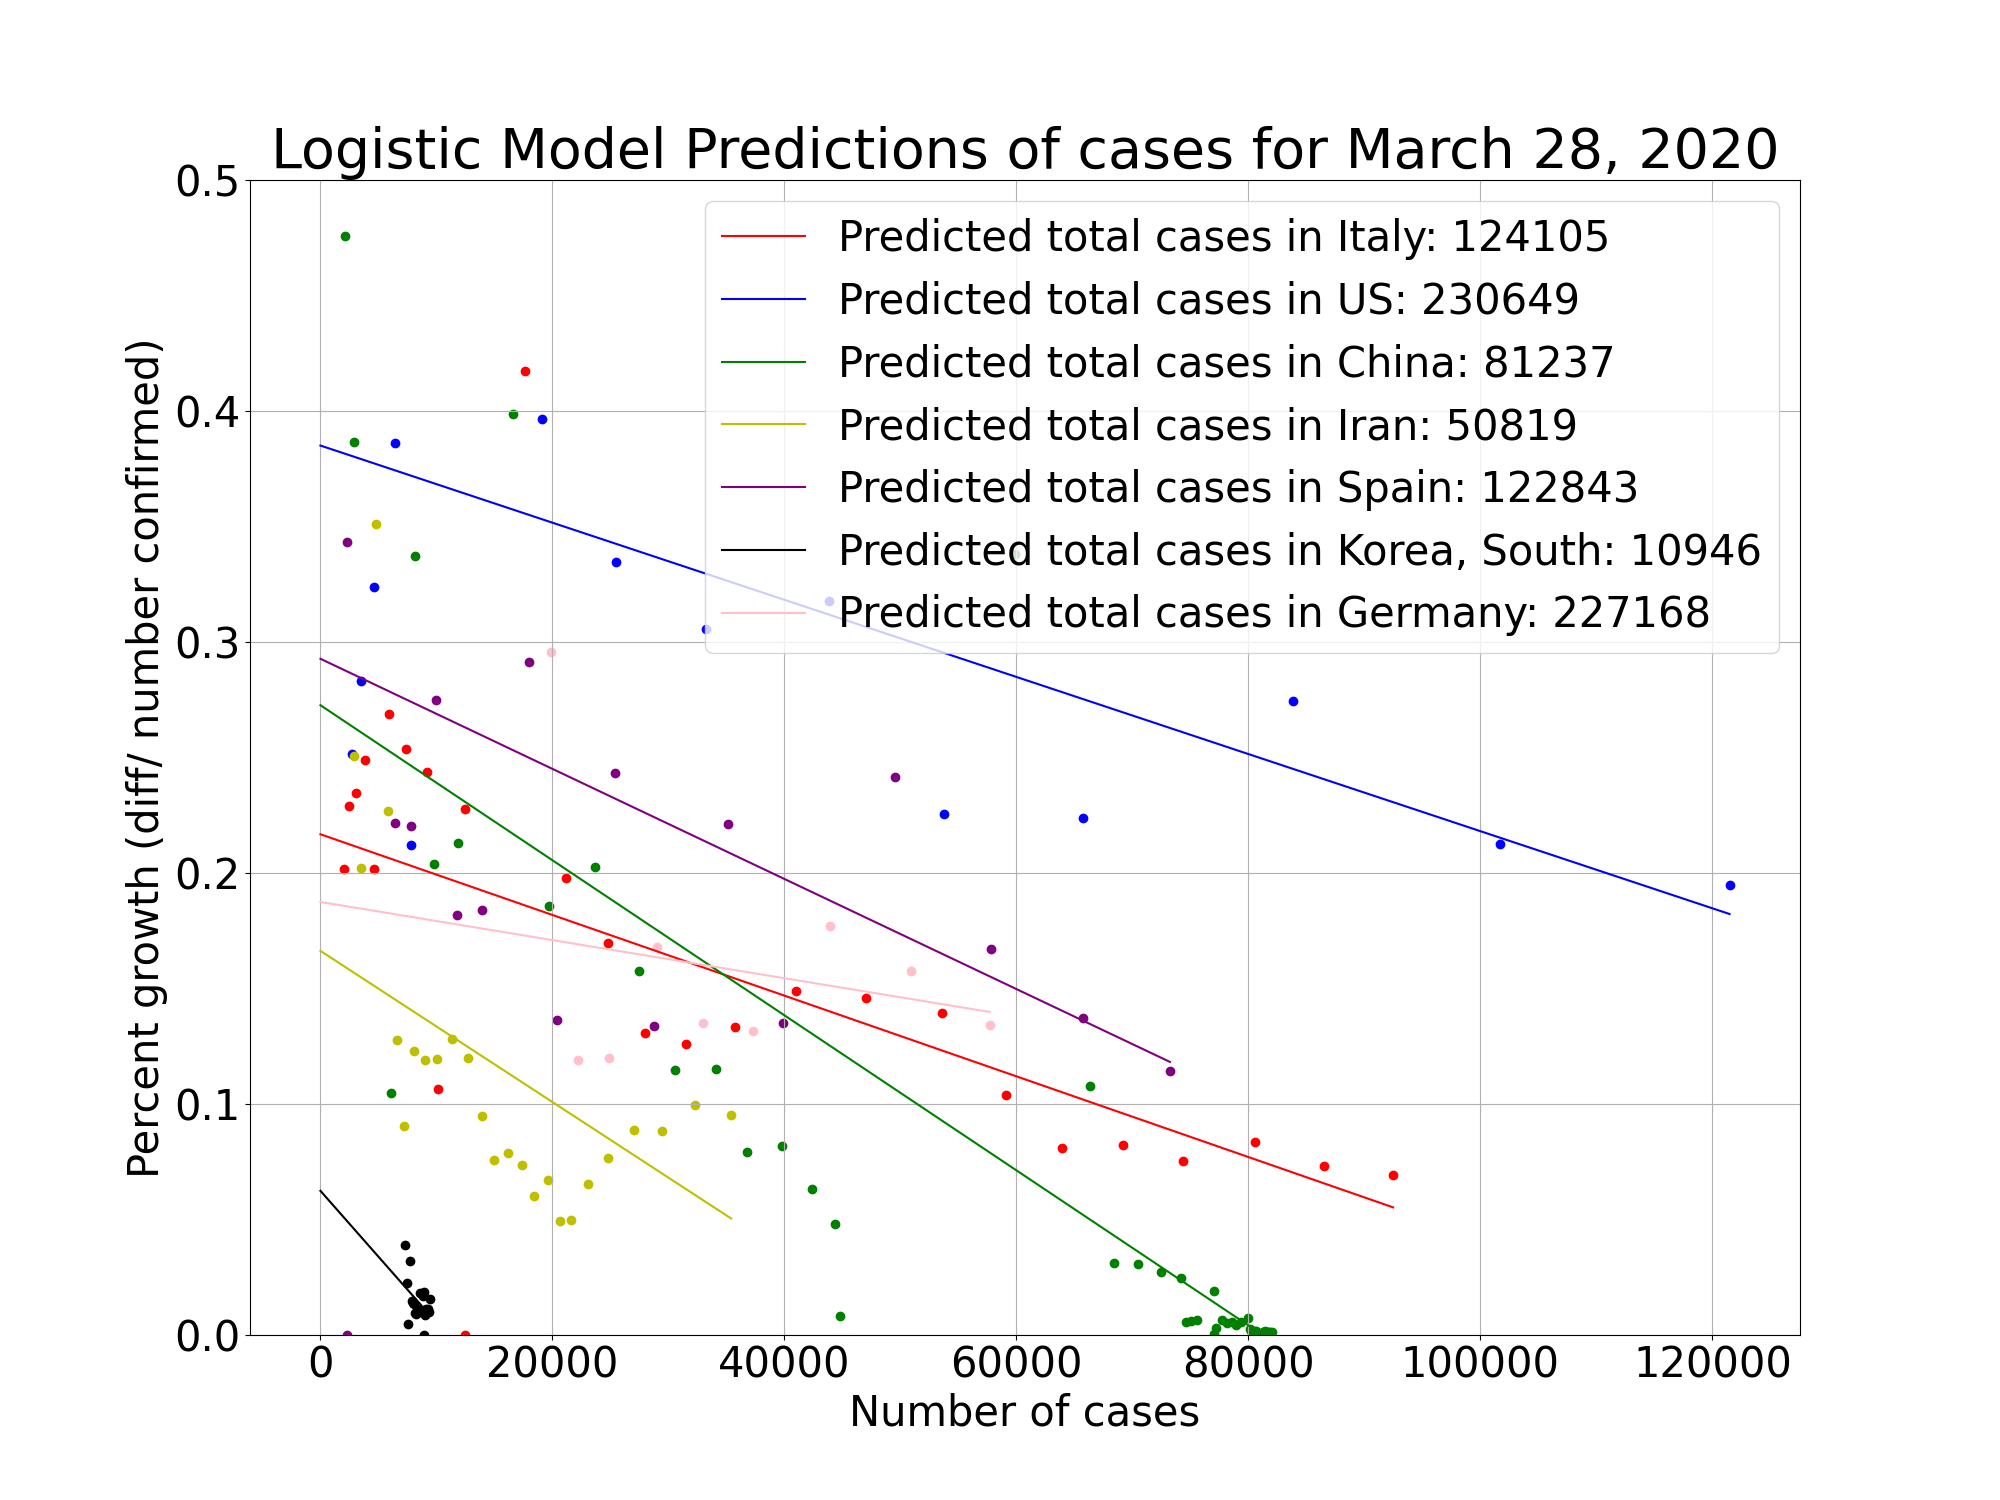 Logistic Model Predictions of cases for March 28, 2020
Percent growth (diff/ number confirmed)
0.5
0.4
0.3
0.2
0.1
0.0
Predicted total cases in Italy: 124105
Predicted total cases in US: 230649
Predicted total cases in China: 81237
Predicted total cases in Iran: 50819
Predicted total cases in Spain: 122843
Predicted total cases in Korea, South: 10946
Predicted total cases in Germany: 227168
0 20000 40000 60000 80000 100000 120000
Number of cases